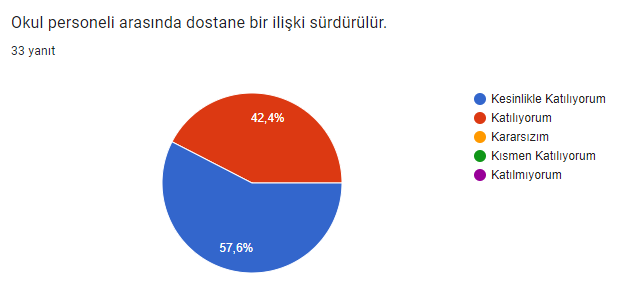 Okul personeli arasında dostane bir ilişki sürdürülür.
33 yanıt
42,4%
57,6%
Kesinlikle Katılıyorum
Katılıyorum
Kararsızım
Kısmen Katılıyorum
Katılmıyorum